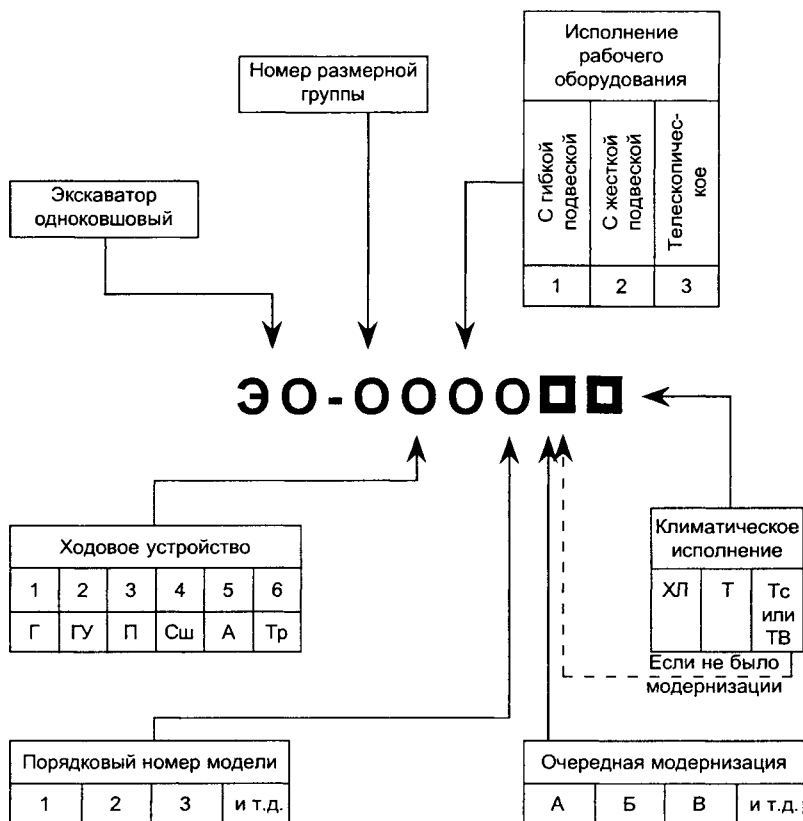 Исполнение
рабочего
оборудования
Номер размерной
группы
С гибкой
подвеской
С жесткой
подвеской
Телескопичес-
кое
Экскаватор
одноковшовый
1 2 3
ЭО-ОООО
Ходовое устройство
1 2 3 4 5 6
Г ГУ П Сш А Тр
Климатическое
исполнение
ХЛ Т Тс
или
ТВ
Если не было
модернизации
Порядковый номер модели
1 2 3 и т.д.
Очередная модернизация
А Б В и т.д.